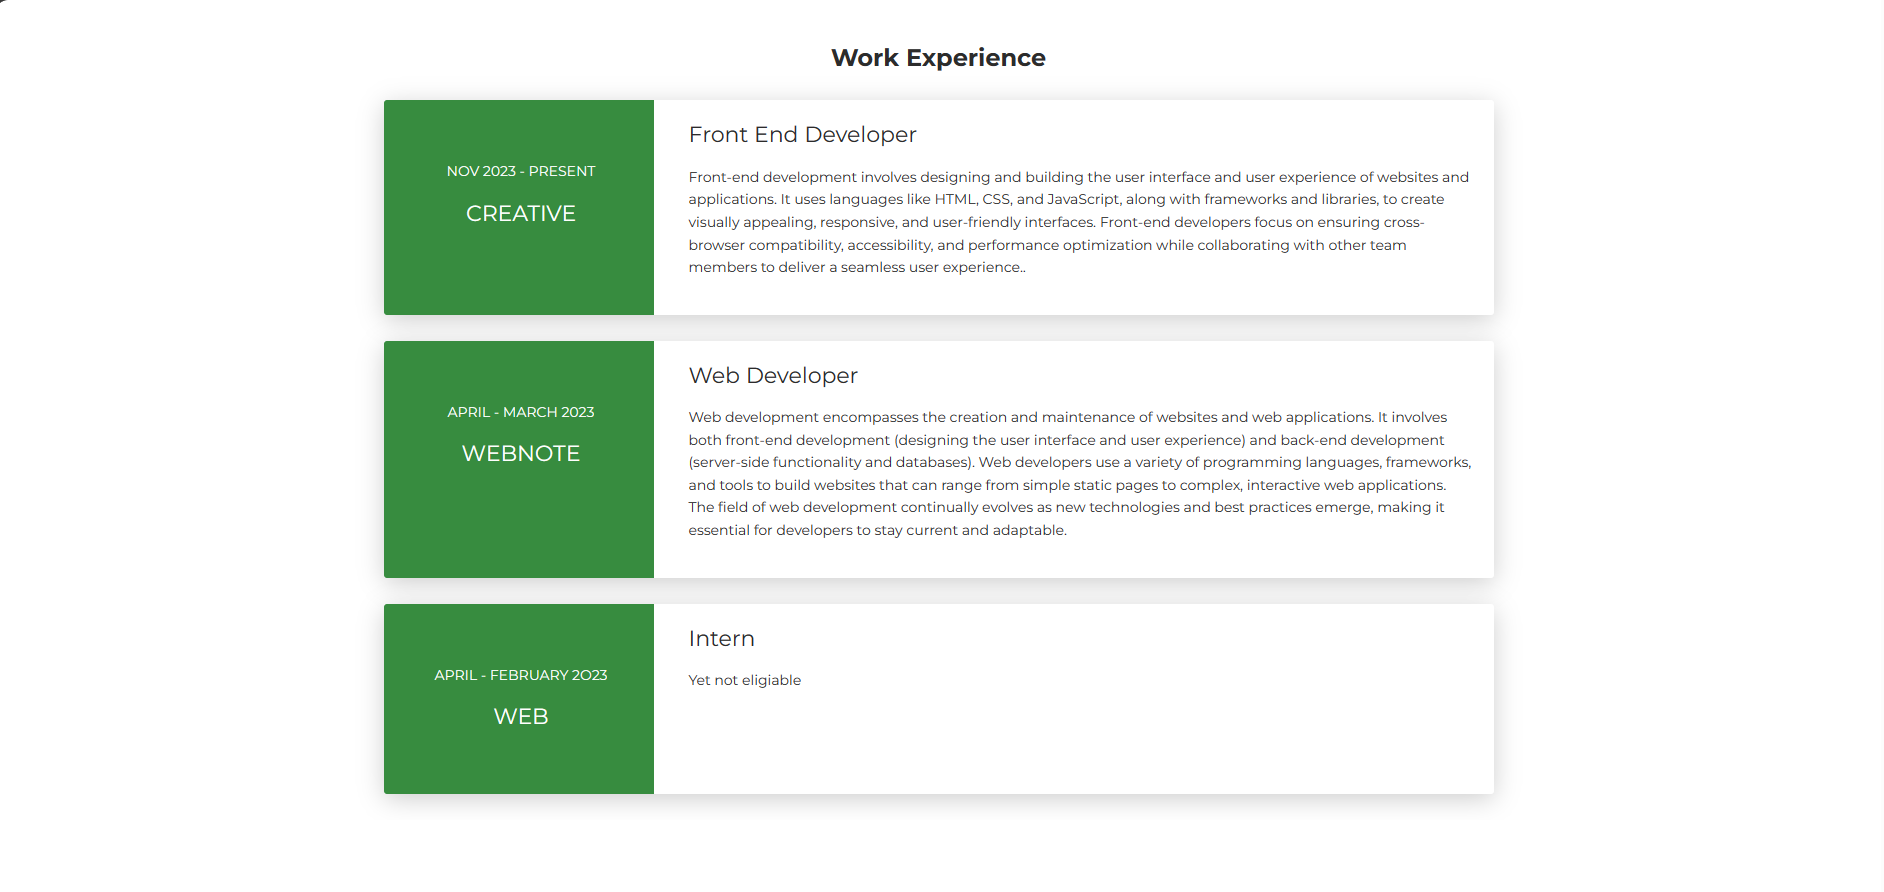 Work Experience
NOV 2023 - PRESENT
CREATIVE
Front End Developer
Front-end development involves designing and building the user interface and user experience of websites and
applications. It uses languages like HTML, CSS, and JavaScript, along with frameworks and libraries, to create
visually appealing, responsive, and user-friendly interfaces. Front-end developers focus on ensuring cross-
browser compatibility, accessibility, and performance optimization while collaborating with other team
members to deliver a seamless user experience..
APRIL - MARCH 2023
WEBNOTE
Web Developer
Web development encompasses the creation and maintenance of websites and web applications. It involves
both front-end development (designing the user interface and user experience) and back-end development
(server-side functionality and databases). Web developers use a variety of programming languages, frameworks,
and tools to build websites that can range from simple static pages to complex, interactive web applications.
The field of web development continually evolves as new technologies and best practices emerge, making it
essential for developers to stay current and adaptable.
APRIL - FEBRUARY 2O23
WEB
Intern
Yet not eligiable